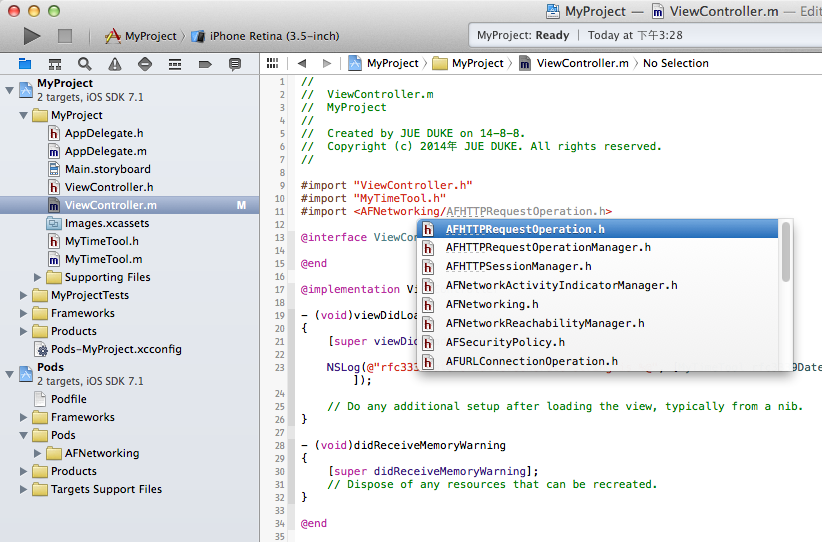 MyProject — ViewController.m — Edited
MyProject iPhone Retina (3.5-inch)
MyProject: Ready Today at 下午3:28
MyProject MyProject ViewController.m No Selection
MyProject
2 targets, iOS SDK 7.1
MyProject
AppDelegate.h
AppDelegate.m
Main.storyboard
ViewController.h
ViewController.m M
Images.xcassets
MyTimeTool.h
MyTimeTool.m
Supporting Files
MyProjectTests
Frameworks
Products
Pods-MyProject.xcconfig
Pods
2 targets, iOS SDK 7.1
Podfile
Frameworks
Pods
AFNetworking
Products
Targets Support Files
1 //
2 // ViewController.m
3 // MyProject
4 //
5 // Created by JUE DUKE on 14-8-8.
6 // Copyright (c) 2014年 JUE DUKE. All rights reserved.
7 //
8
9 #import "ViewController.h"
10 #import "MyTimeTool.h"
11 #import <AFNetworking/AFHTTPRequestOperation.h>
12
13 @interface ViewCon
14
15 @end
16
17 @implementation Vi
18
19 - (void)viewDidLoa
20 {
21 [super viewDid
22
23 NSLog(@"rfc333 9Date
]);
24
25 // Do any additional setup after loading the view, typically from a nib.
26 }
27
28 - (void)didReceiveMemoryWarning
29 {
30 [super didReceiveMemoryWarning];
31 // Dispose of any resources that can be recreated.
32 }
33
34 @end
35
h AFHTTPRequestOperation.h
h AFHTTPRequestOperationManager.h
h AFHTTPSessionManager.h
h AFNetworkActivityIndicatorManager.h
h AFNetworking.h
h AFNetworkReachabilityManager.h
h AFSecurityPolicy.h
h AFURLConnectionOperation.h